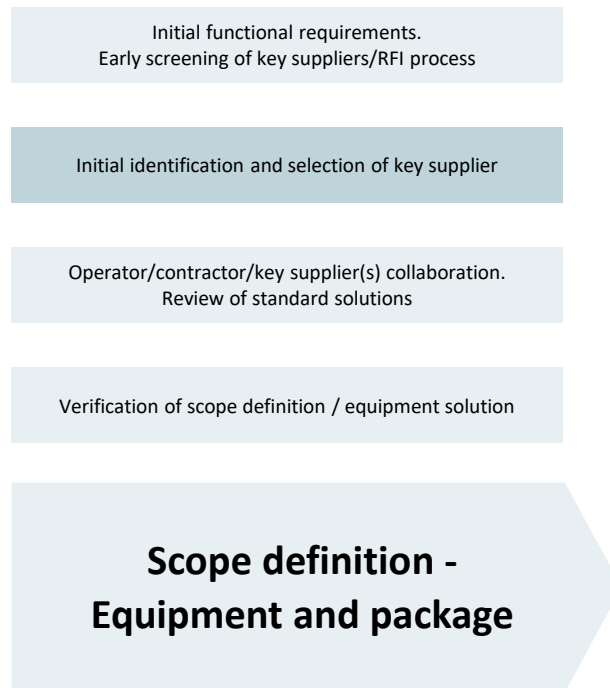 Initial functional requirements.
Early screening of key suppliers/RFI process
Initial identification and selection of key supplier
Operator/contractor/key supplier(s) collaboration.
Review of standard solutions
Verification of scope definition / equipment solution
Scope definition -
Equipment and package